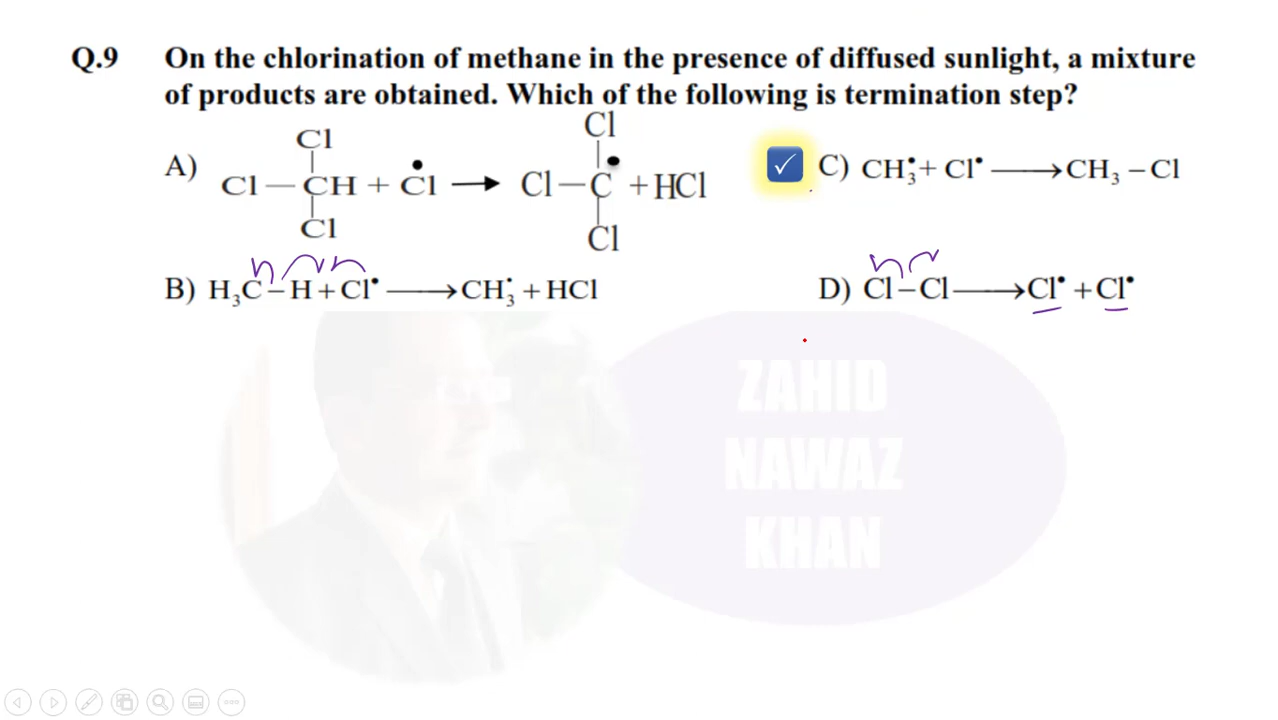 Q.9 On the chlorination of methane in the presence of diffused sunlight, a mixture
of products are obtained. Which of the following is termination step?
A) Cl
Cl — CH + Cl• ⟶ Cl — C• + HCl
Cl
Cl
Cl
C) CH₃• + Cl• ⟶ CH₃ – Cl
B) H₃C – H + Cl• ⟶ CH₃• + HCl
D) Cl – Cl ⟶ Cl• + Cl•
ZAHID
NAWAZ
KHAN